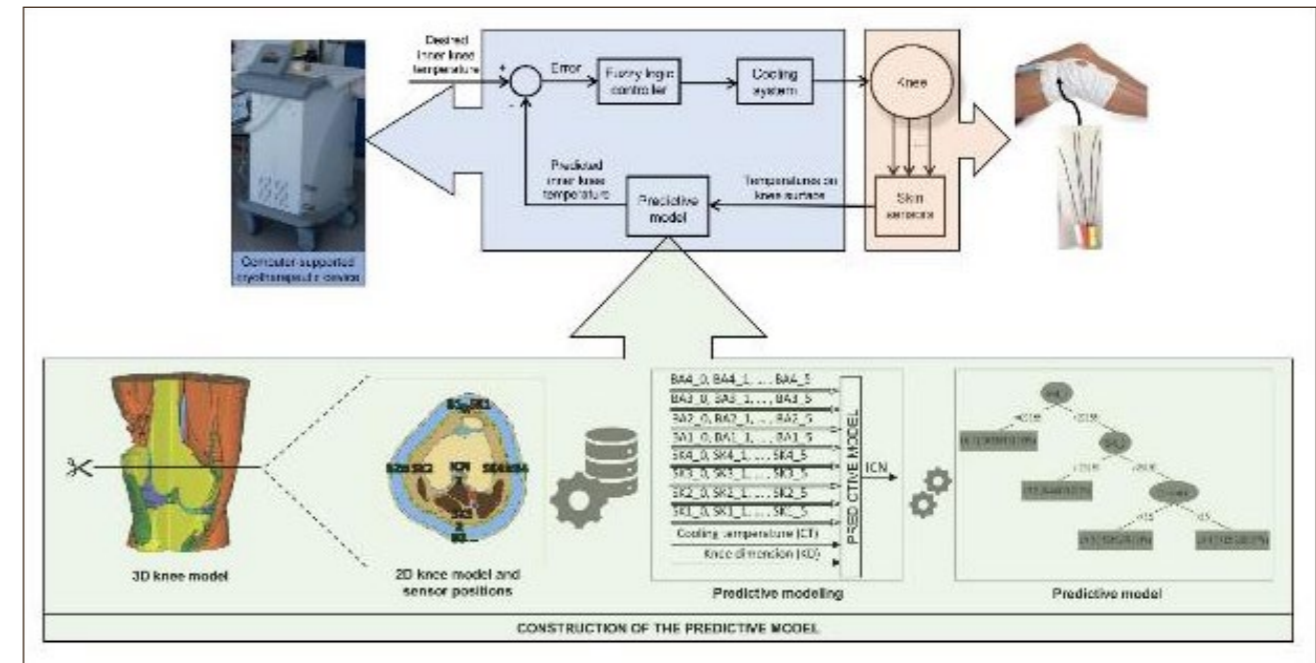 Desired
inner knee
temperature
+
-
Error
Fuzzy logic
controller
Cooling
system
Knee
Predicted
inner knee
temperature
Predictive
model
Temperatures on
knee surface
Skin
sensors
Computer-supported
cryotherapeutic device
3D knee model
ICN
SK2
2D knee model and
sensor positions
BA4_0, BA4_1, ... , BA4_5
BA3_0, BA3_1, ... , BA3_5
BA2_0, BA2_1, ... , BA2_5
BA1_0, BA1_1, ... , BA1_5
SK4_0, SK4_1, ... , SK4_5
SK3_0, SK3_1, ... , SK3_5
SK2_0, SK2_1, ... , SK2_5
SK1_0, SK1_1, ... , SK1_5
Cooling temperature (CT)
Knee dimension (KD)
PREDICTIVE MODEL
ICN
Predictive modeling
Predictive model
CONSTRUCTION OF THE PREDICTIVE MODEL